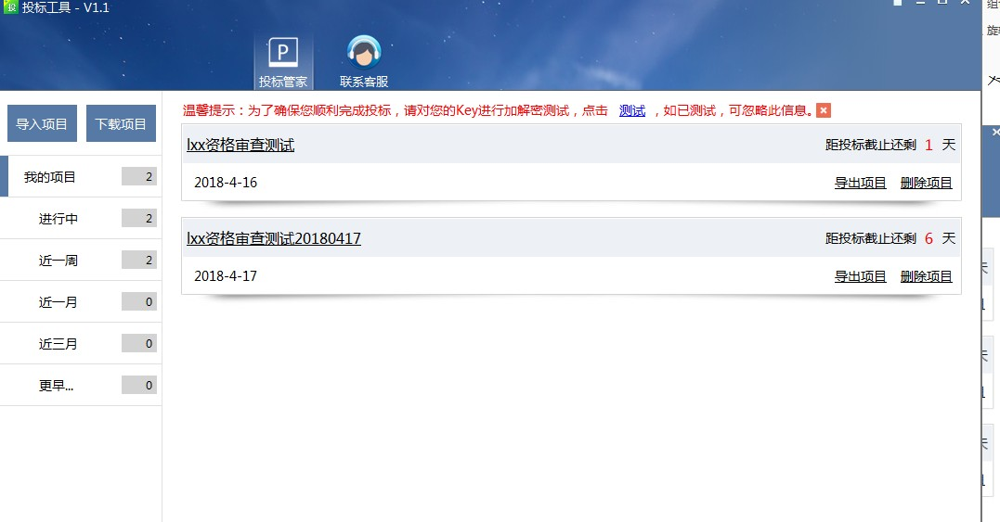 投标工具 - V1.1
投标管家
联系客服
导入项目 下载项目
温馨提示：为了确保您顺利完成投标，请对您的Key进行加解密测试，点击 测试 ，如已测试，可忽略此信息。
lxx资格审查测试 距投标截止还剩 1 天
2018-4-16 导出项目 删除项目
lxx资格审查测试20180417 距投标截止还剩 6 天
2018-4-17 导出项目 删除项目
我的项目 2
进行中 2
近一周 2
近一月 0
近三月 0
更早... 0